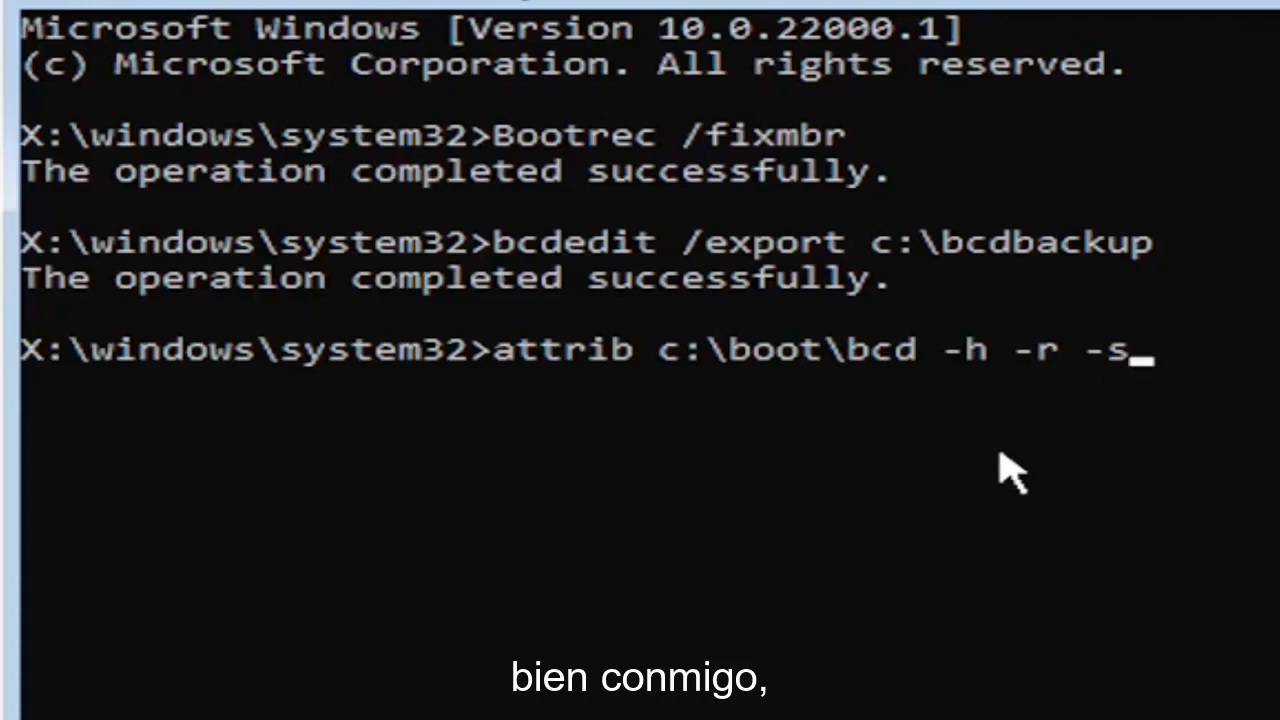 Microsoft Windows [Version 10.0.22000.1]
(c) Microsoft Corporation. All rights reserved.
X:\windows\system32>Bootrec /fixmbr
The operation completed successfully.
X:\windows\system32>bcdedit /export c:\bcdbackup
The operation completed successfully.
X:\windows\system32>attrib c:\boot\bcd -h -r -s
bien conmigo,